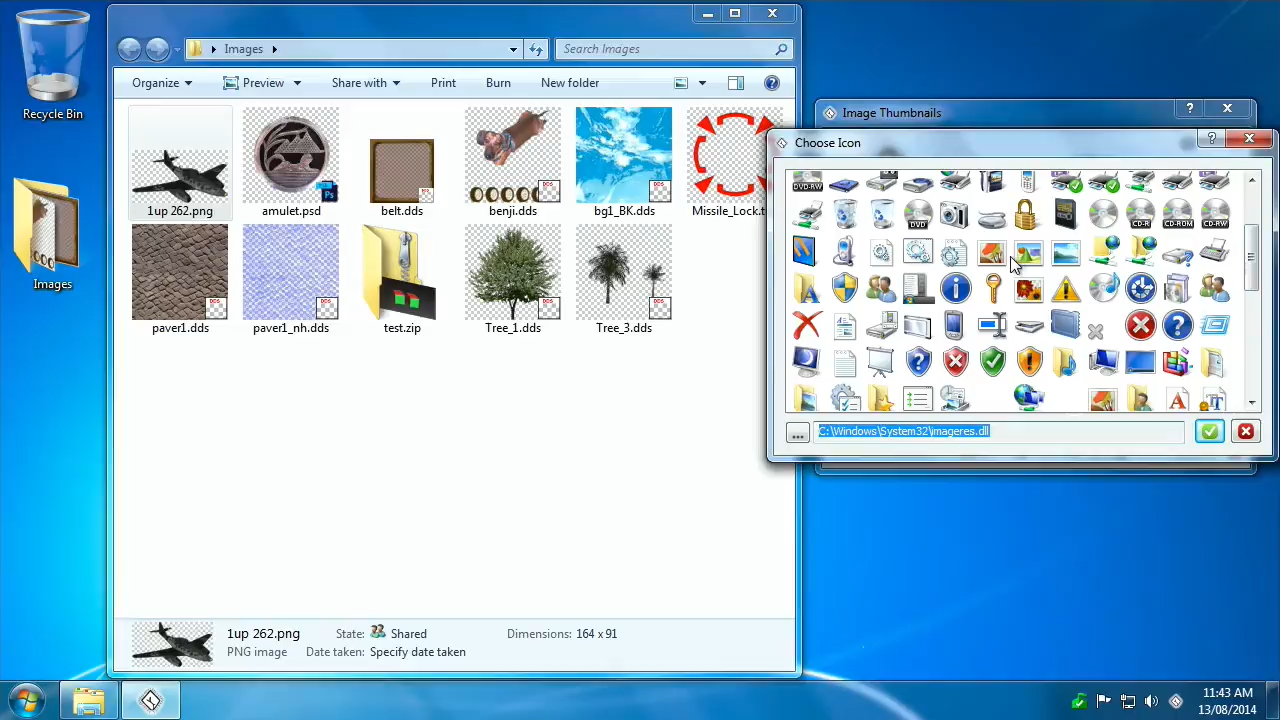 Recycle Bin
Images
Images
Search Images
Organize
Preview
Share with
Print
Burn
New folder
1up 262.png
amulet.psd
belt.dds
benji.dds
bg1_BK.dds
Missile_Lock.t
paver1.dds
paver1_nh.dds
test.zip
Tree_1.dds
Tree_3.dds
1up 262.png
State: Shared
Dimensions: 164 x 91
PNG image
Date taken: Specify date taken
Image Thumbnails
Choose Icon
DVD-RW
DVD
CD-R
CD-ROM
CD-RW
...
C:\Windows\System32\imageres.dll
11:43 AM
13/08/2014